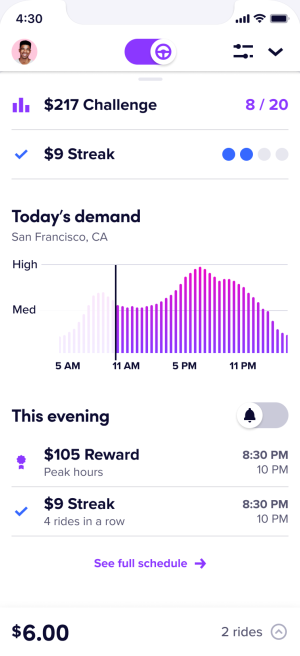 4:30
$217 Challenge 8 / 20
$9 Streak
Today's demand
San Francisco, CA
High
Med
5 AM 11 AM 5 PM 11 PM
This evening
$105 Reward 8:30 PM
Peak hours 10 PM
$9 Streak 8:30 PM
4 rides in a row 10 PM
See full schedule →
$6.00 2 rides